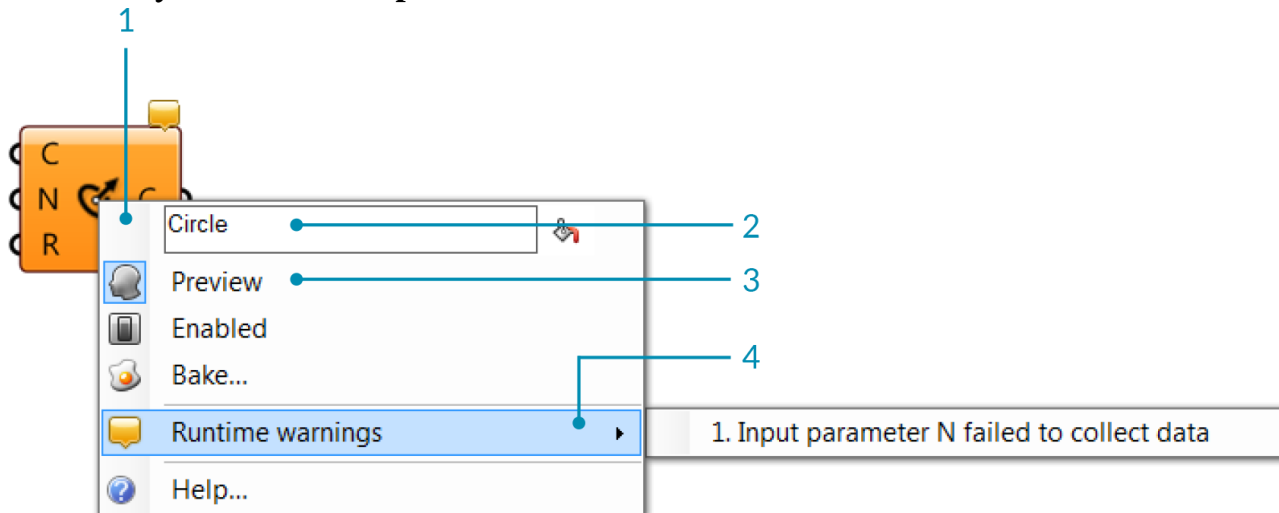 1
C
N C
R
Circle
2
Preview
3
Enabled
4
Bake...
Runtime warnings
1. Input parameter N failed to collect data
Help...